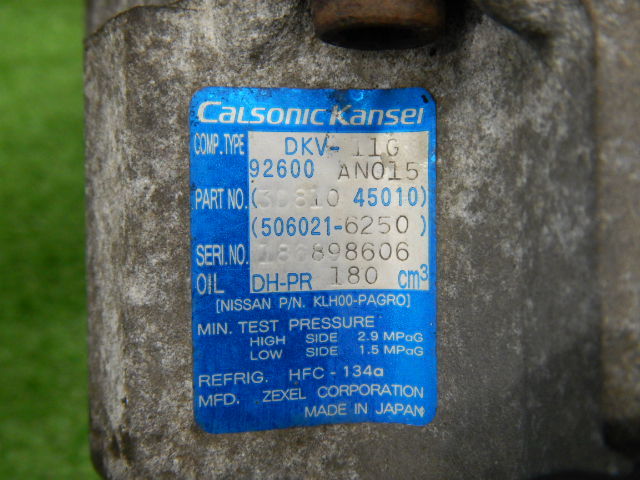 Calsonic Kansei
COMP. TYPE DKV-11G
92600 AN015
PART NO. 45010)
(506021-6250)
SERI.NO. 898606
OIL DH-PR 180 cm³
[NISSAN P/N. KLH00-PAGRO]
MIN. TEST PRESSURE
HIGH SIDE 2.9 MPaG
LOW SIDE 1.5 MPaG
REFRIG. HFC-134a
MFD. ZEXEL CORPORATION
MADE IN JAPAN